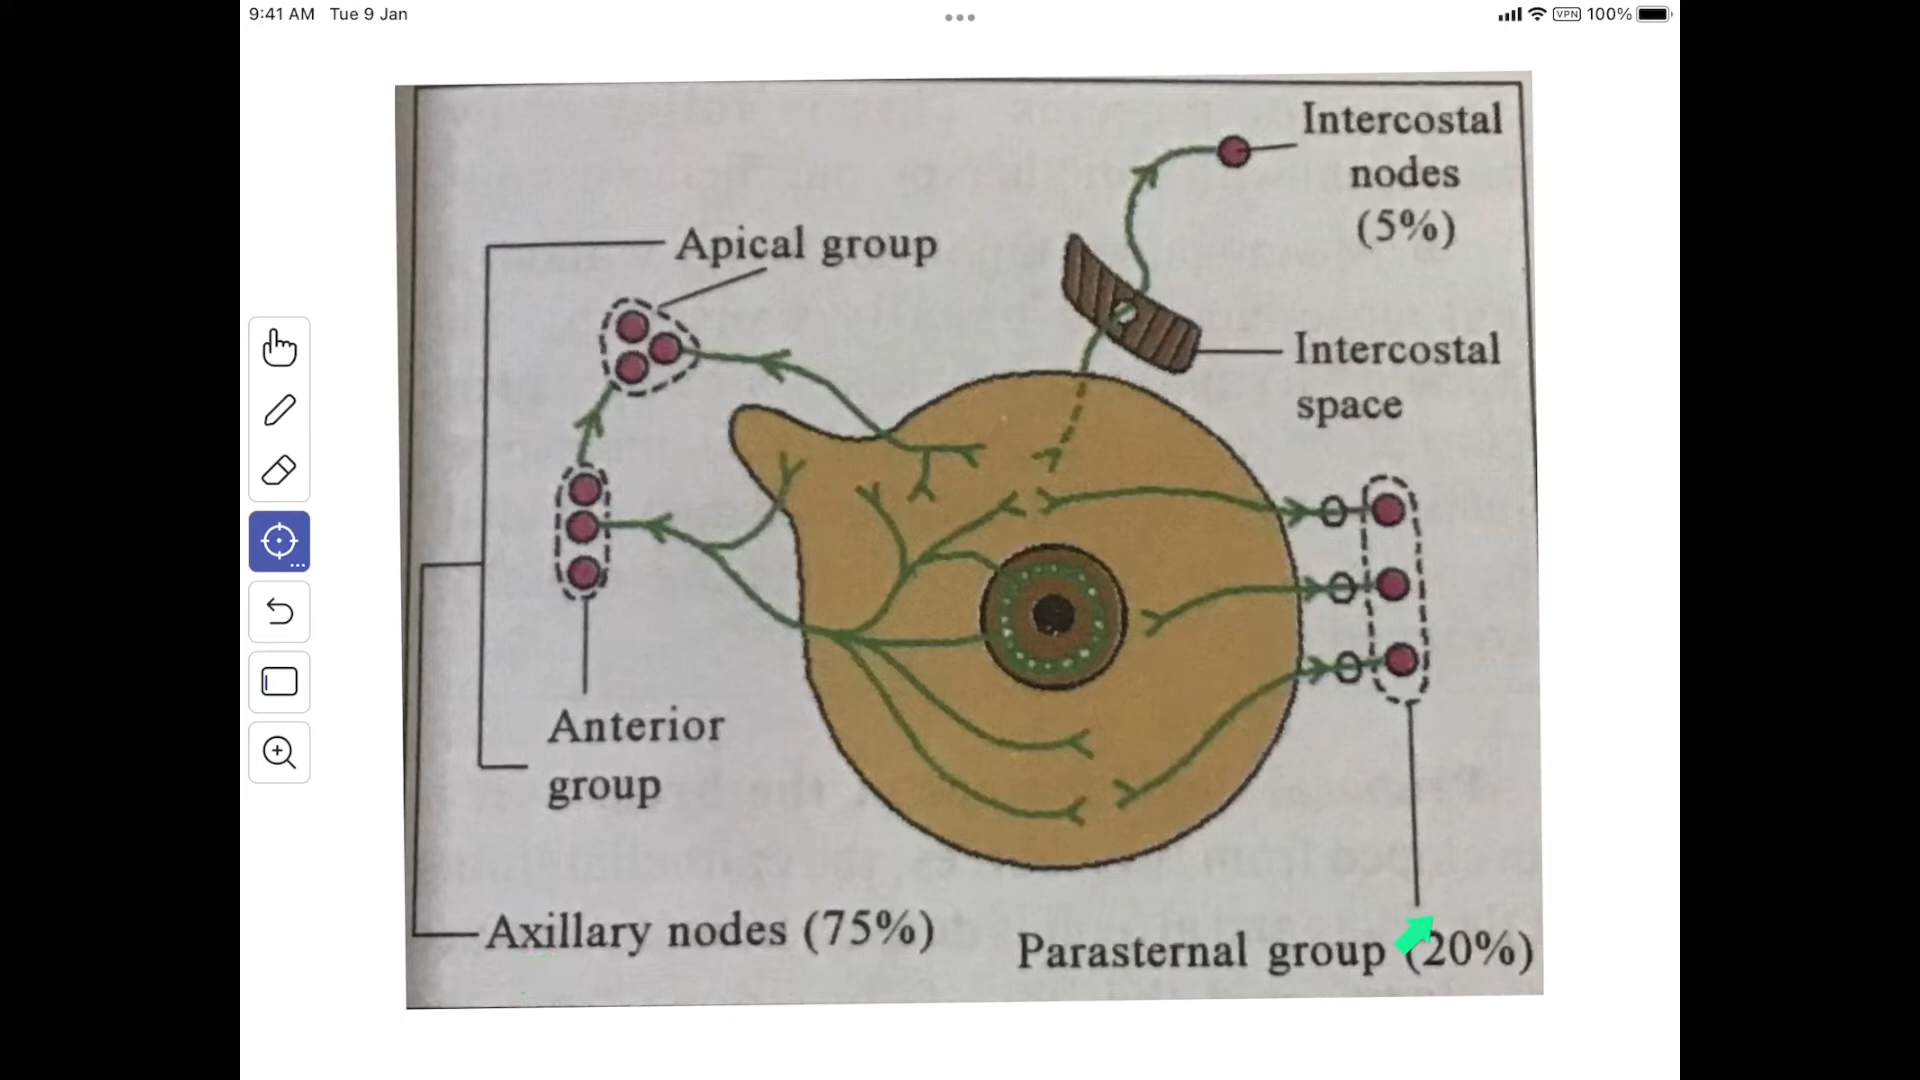 9:41 AM Tue 9 Jan
VPN 100%
Intercostal
nodes
(5%)
Apical group
Intercostal
space
Anterior
group
Axillary nodes (75%)
Parasternal group (20%)